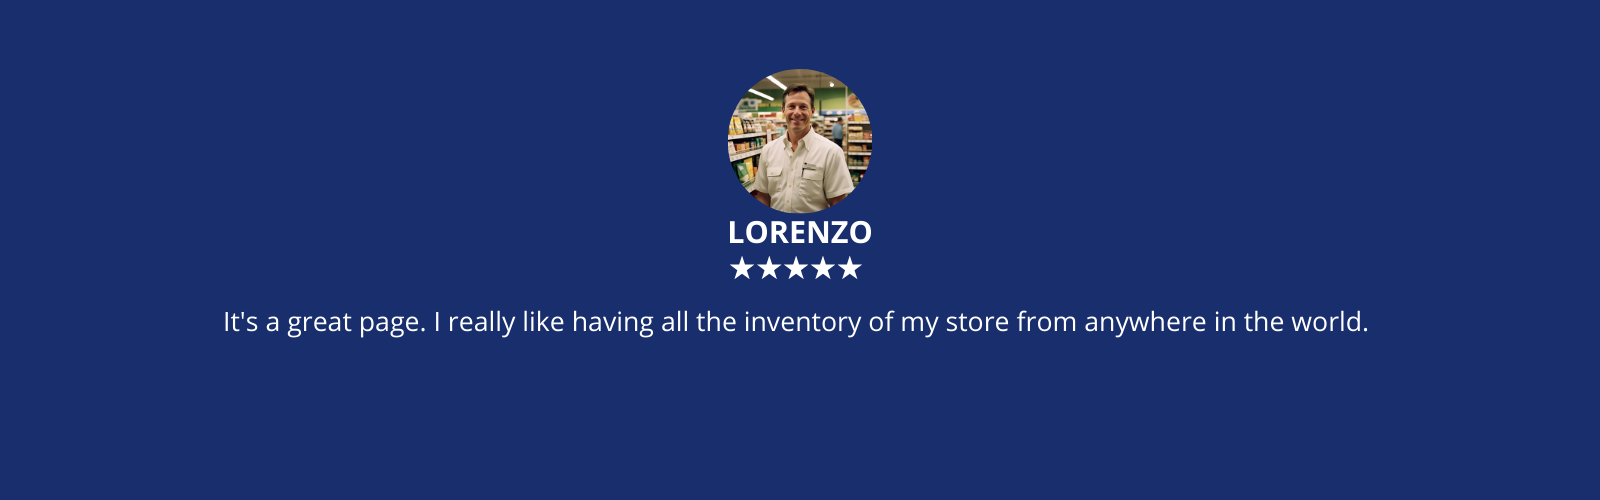 LORENZO
★★★★★
It's a great page. I really like having all the inventory of my store from anywhere in the world.